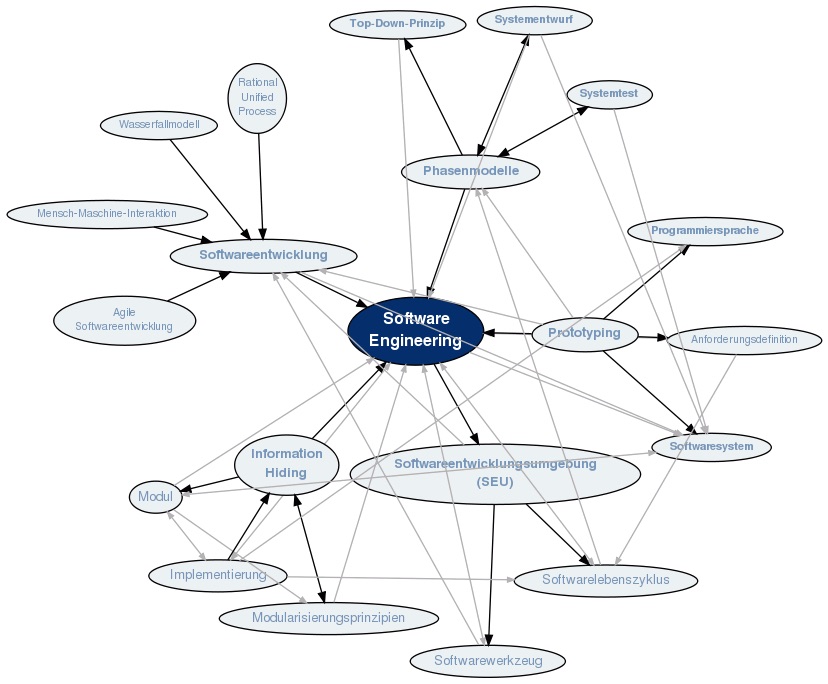 Top-Down-Prinzip
Systementwurf
Rational
Unified
Process
Systemtest
Wasserfallmodell
Phasenmodelle
Mensch-Maschine-Interaktion
Programmiersprache
Softwareentwicklung
Agile
Softwareentwicklung
Software
Engineering
Prototyping
Anforderungsdefinition
Softwaresystem
Information
Hiding
Softwareentwicklungsumgebung
(SEU)
Modul
Implementierung
Softwarelebenszyklus
Modularisierungsprinzipien
Softwarewerkzeug